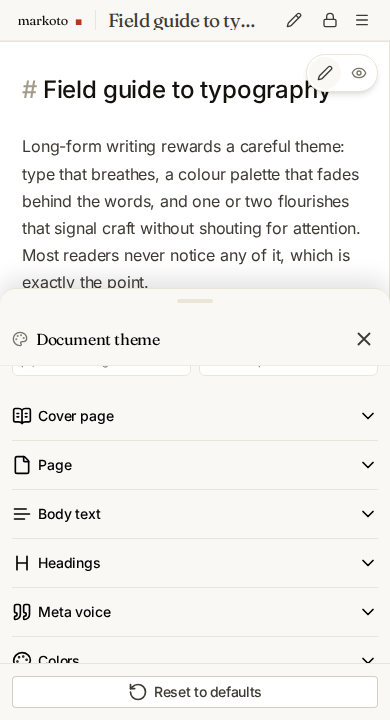 markoto
Field guide to ty...
# Field guide to typography
Long-form writing rewards a careful theme:
type that breathes, a colour palette that fades
behind the words, and one or two flourishes
that signal craft without shouting for attention.
Most readers never notice any of it, which is
exactly the point.
Document theme
Cover page
Page
Body text
Headings
Meta voice
Colors
Reset to defaults